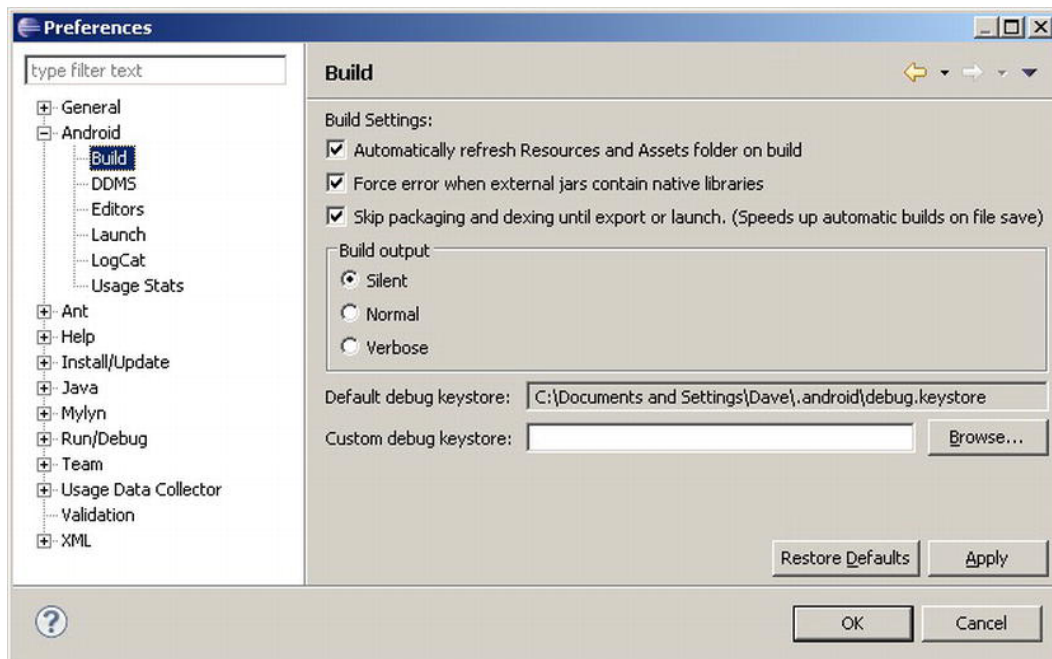 Preferences
type filter text
General
Android
Build
DDMS
Editors
Launch
LogCat
Usage Stats
Ant
Help
Install/Update
Java
Mylyn
Run/Debug
Team
Usage Data Collector
Validation
XML
Build
Build Settings:
Automatically refresh Resources and Assets folder on build
Force error when external jars contain native libraries
Skip packaging and dexing until export or launch. (Speeds up automatic builds on file save)
Build output
Silent
Normal
Verbose
Default debug keystore: C:\Documents and Settings\Dave\.android\debug.keystore
Custom debug keystore: Browse...
Restore Defaults Apply
? OK Cancel